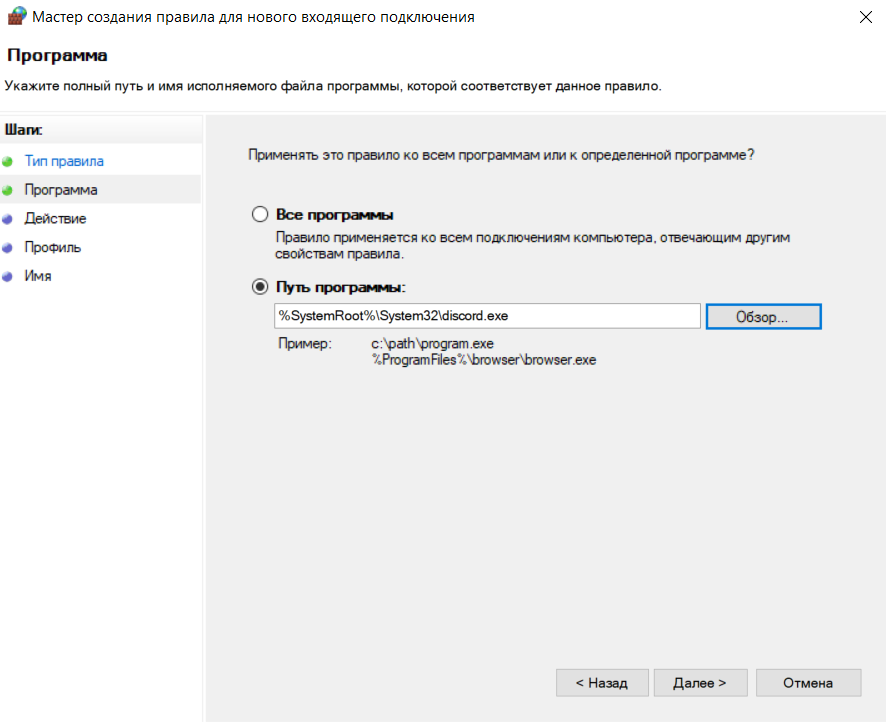 Мастер создания правила для нового входящего подключения
Программа
Укажите полный путь и имя исполняемого файла программы, которой соответствует данное правило.
Шаги:
Тип правила
Программа
Действие
Профиль
Имя
Применять это правило ко всем программам или к определенной программе?
Все программы
Правило применяется ко всем подключениям компьютера, отвечающим другим
свойствам правила.
Путь программы:
%SystemRoot%\System32\discord.exe
Обзор...
Пример: c:\path\program.exe
%ProgramFiles%\browser\browser.exe
< Назад
Далее >
Отмена